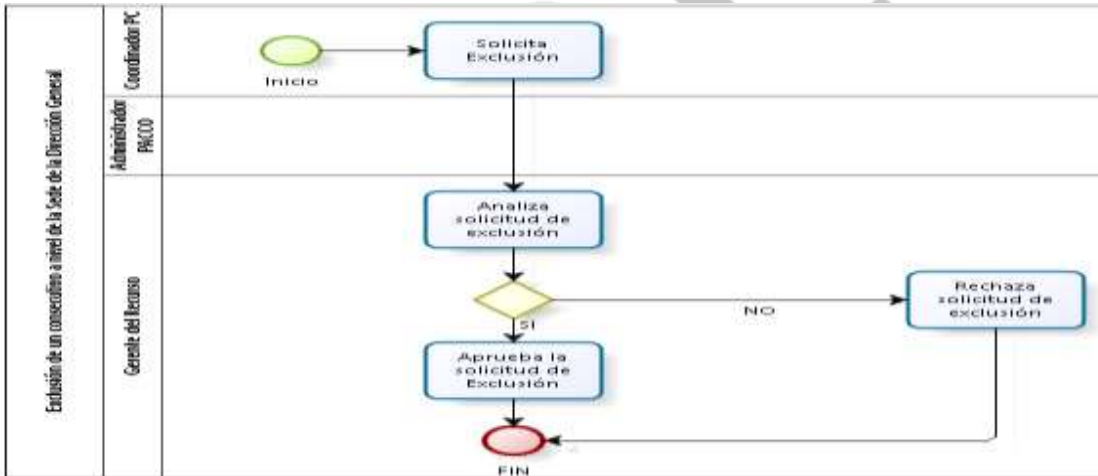 Exclusión de un consecutivo a nivel de la Sede de la Dirección General
Coordinador PC
Solicita
Exclusión
Inicio
Administrador
PACCO
Gerente del Recurso
Analiza
solicitud de
exclusión
SI
NO
Rechaza
solicitud de
exclusión
Aprueba la
solicitud de
Exclusión
FIN